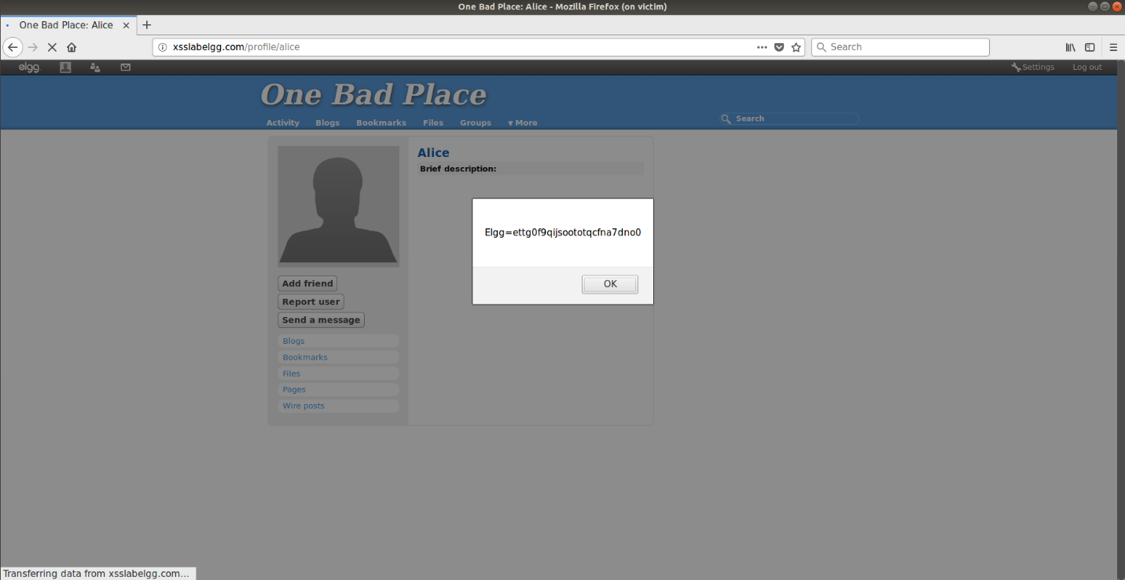 One Bad Place: Alice - Mozilla Firefox (on victim)
One Bad Place: Alice
xsslabelgg.com/profile/alice
Search
elgg
Settings
Log out
One Bad Place
Activity Blogs Bookmarks Files Groups ▾ More
Search
Alice
Brief description:
Elgg=ettg0f9qijsoototqcfna7dno0
OK
Add friend
Report user
Send a message
Blogs
Bookmarks
Files
Pages
Wire posts
Transferring data from xsslabelgg.com...